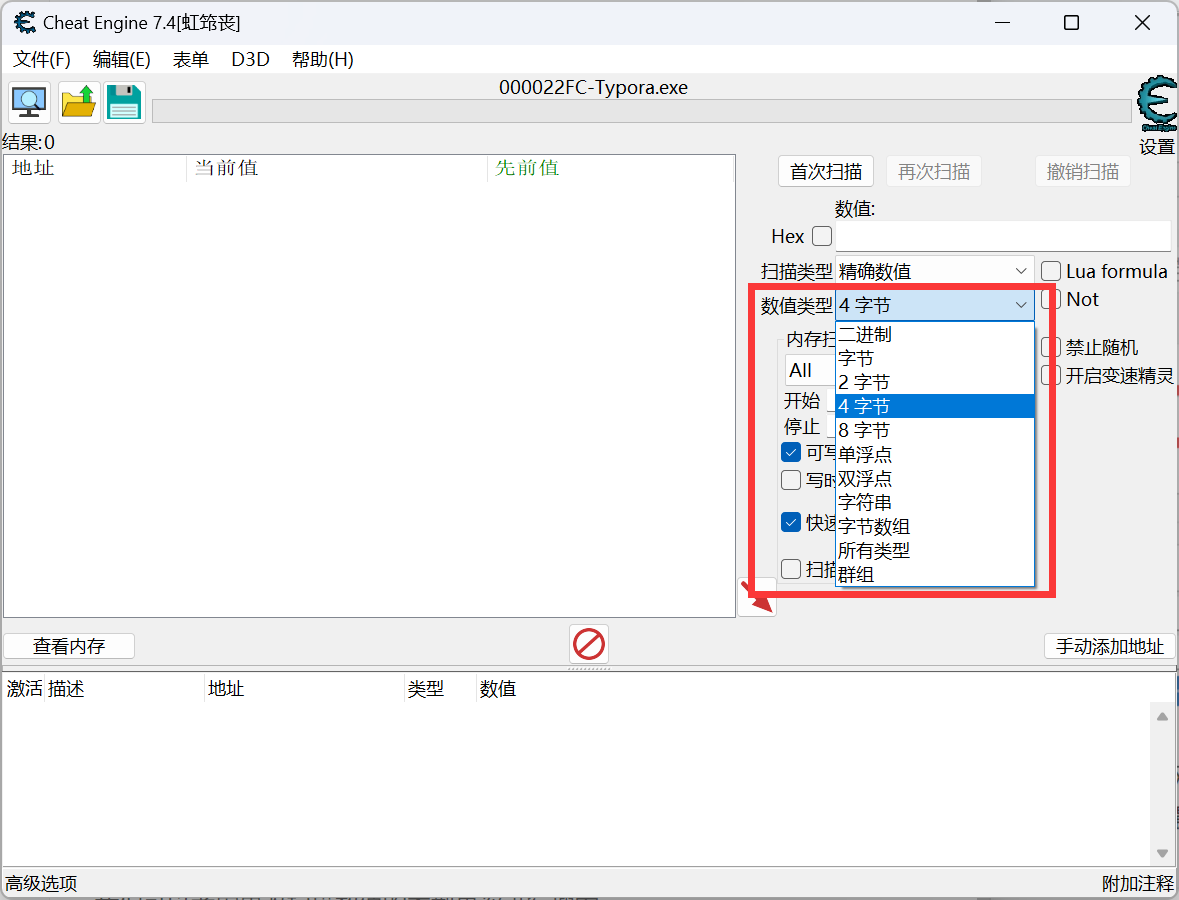 Cheat Engine 7.4[虹筇丧]
文件(F) 编辑(E) 表单 D3D 帮助(H)
000022FC-Typora.exe
Cheat Engine
设置
结果:0
地址 当前值 先前值
首次扫描 再次扫描 撤销扫描
数值:
Hex
扫描类型 精确数值 Lua formula
数值类型 4 字节 Not
内存扫
All
开始
停止
可写
写时
快速
扫描
二进制
字节
2 字节
4 字节
8 字节
单浮点
双浮点
字符串
字节数组
所有类型
群组
禁止随机
开启变速精灵
查看内存 手动添加地址
激活 描述 地址 类型 数值
高级选项 附加注释